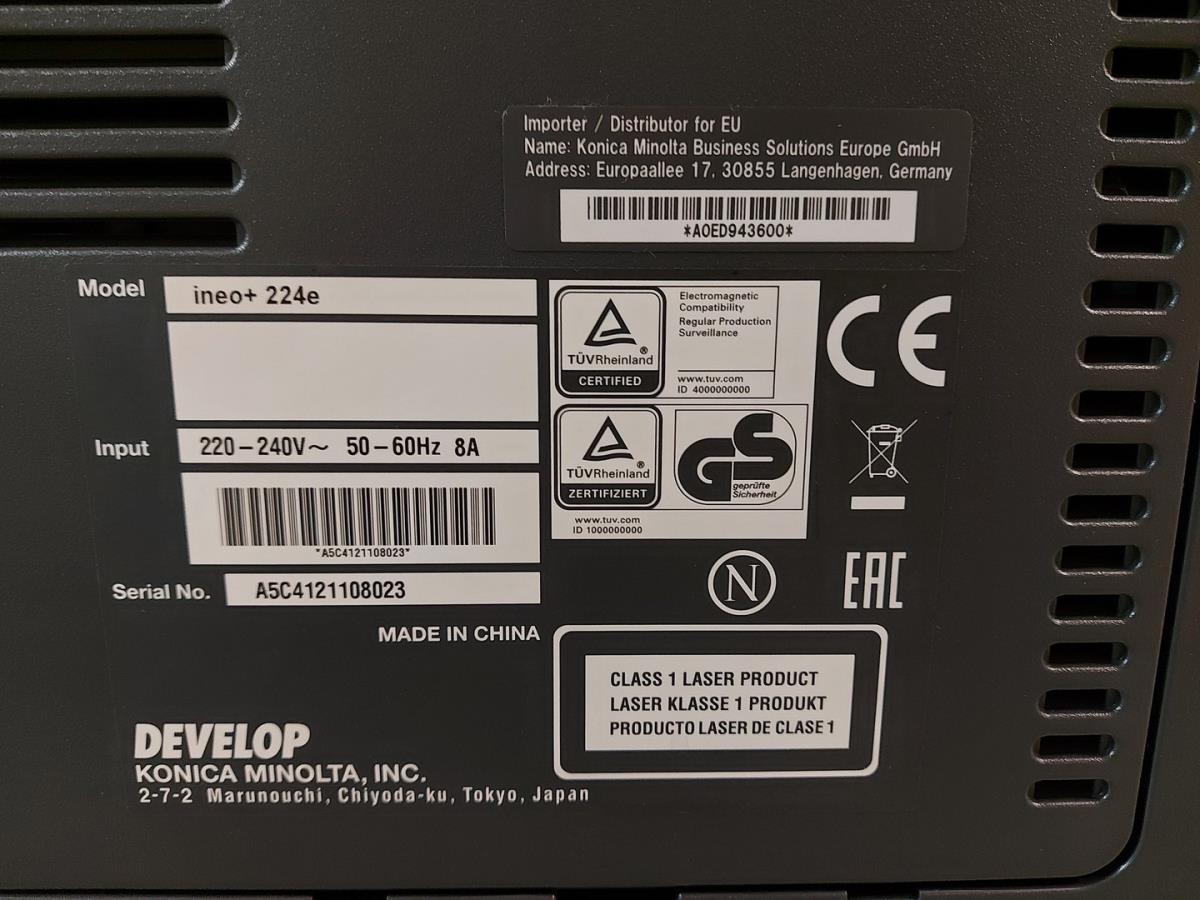 Importer / Distributor for EU
Name: Konica Minolta Business Solutions Europe GmbH
Address: Europaallee 17, 30855 Langenhagen, Germany
*A0ED943600*
Model ineo+ 224e
Input 220-240V~ 50-60Hz 8A
*A5C4121108023*
Serial No. A5C4121108023
MADE IN CHINA
DEVELOP
KONICA MINOLTA, INC.
2-7-2 Marunouchi, Chiyoda-ku, Tokyo, Japan
TÜVRheinland®
CERTIFIED
Electromagnetic
Compatibility
Regular Production
Surveillance
www.tuv.com
ID 4000000000
TÜVRheinland®
ZERTIFIZIERT
GS
geprüfte
Sicherheit
www.tuv.com
ID 1000000000
CE
N
EAC
CLASS 1 LASER PRODUCT
LASER KLASSE 1 PRODUKT
PRODUCTO LASER DE CLASE 1